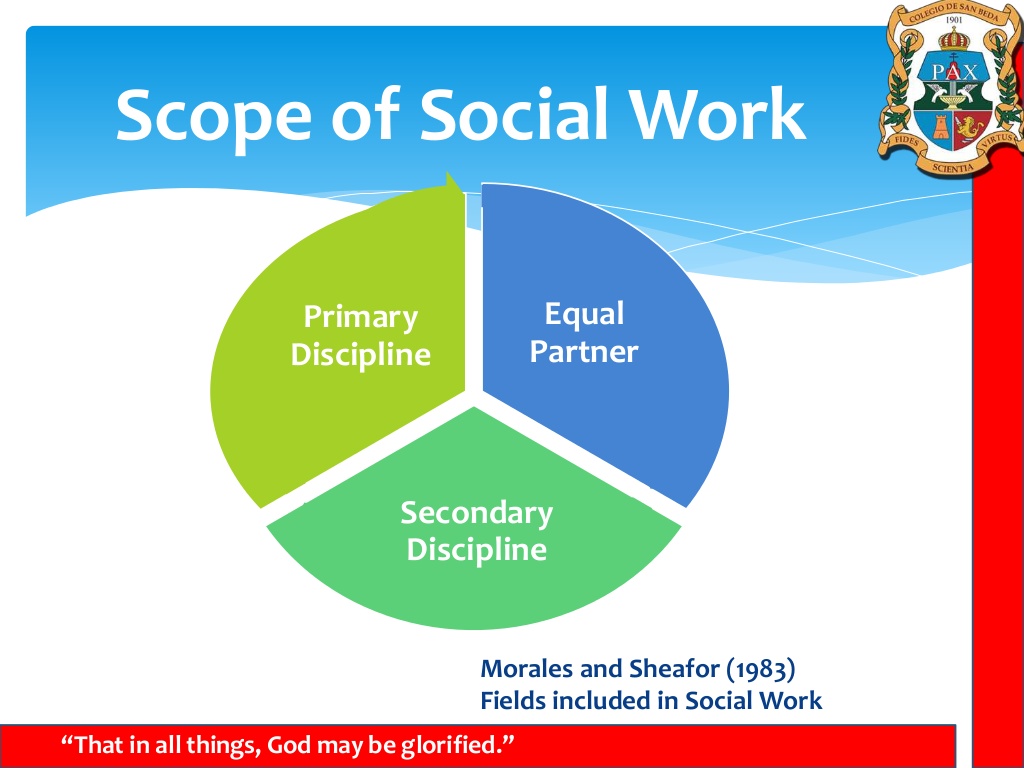 COLEGIO DE SAN BEDA
1901
PAX
FIDES
VIRTUS
SCIENTIA
Scope of Social Work
Primary
Discipline
Equal
Partner
Secondary
Discipline
Morales and Sheafor (1983)
Fields included in Social Work
“That in all things, God may be glorified.”